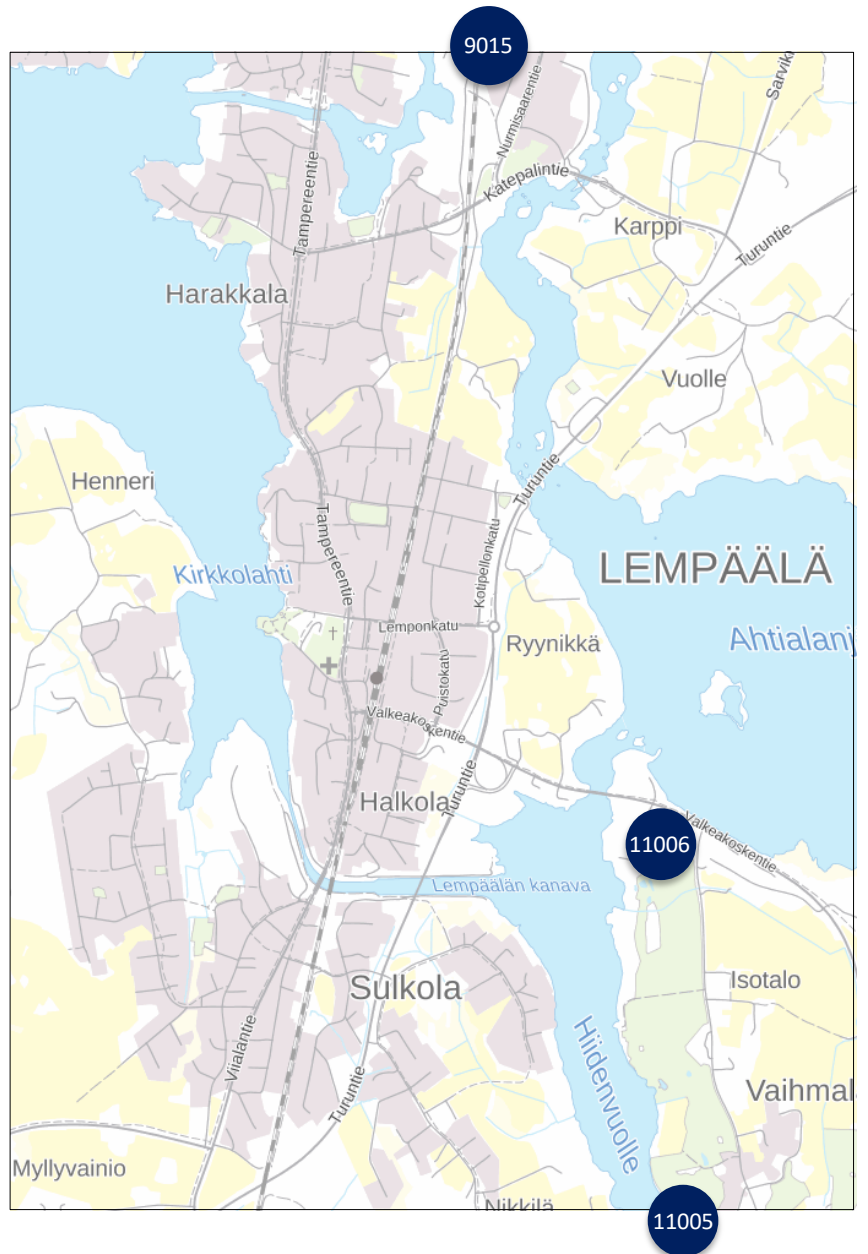 9015
Sarviki
Nurmisaarentie
Tampereentie
Katepalintie
Karppi
Turuntie
Harakkala
Vuolle
Henneri
Turuntie
Tampereentie
Kotipellonkatu
LEMPÄÄLÄ
Kirkkolahti
Lemponkatu
Ryynikkä
Ahtialanj
Puistokatu
Valkeakoskentie
Halkola
Turuntie
Valkeakoskentie
11006
Lempäälän kanava
Isotalo
Sulkola
Viialantie
Hiidenvuolle
Turuntie
Vaihmal
Myllyvainio
Nikkilä
11005